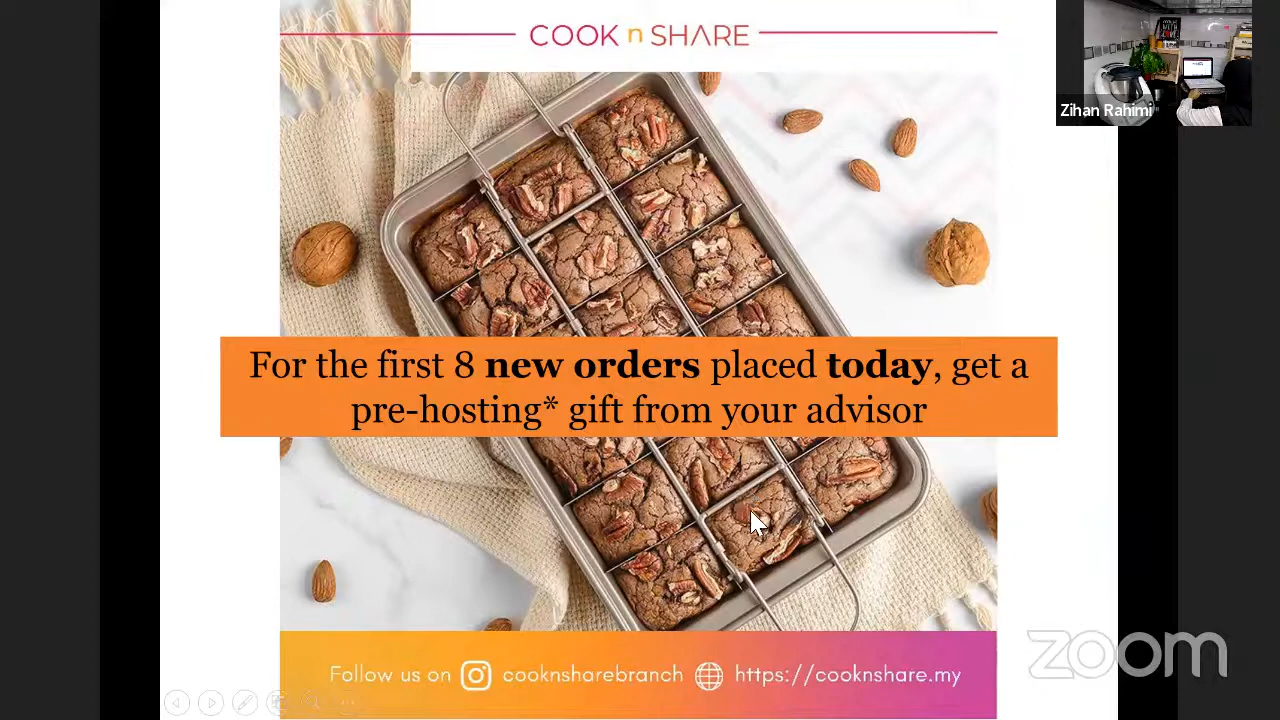 COOK n SHARE
Zihan Rahimi
For the first 8 new orders placed today, get a
pre-hosting* gift from your advisor
Follow us on cooknsharebranch https://cooknshare.my
zoom